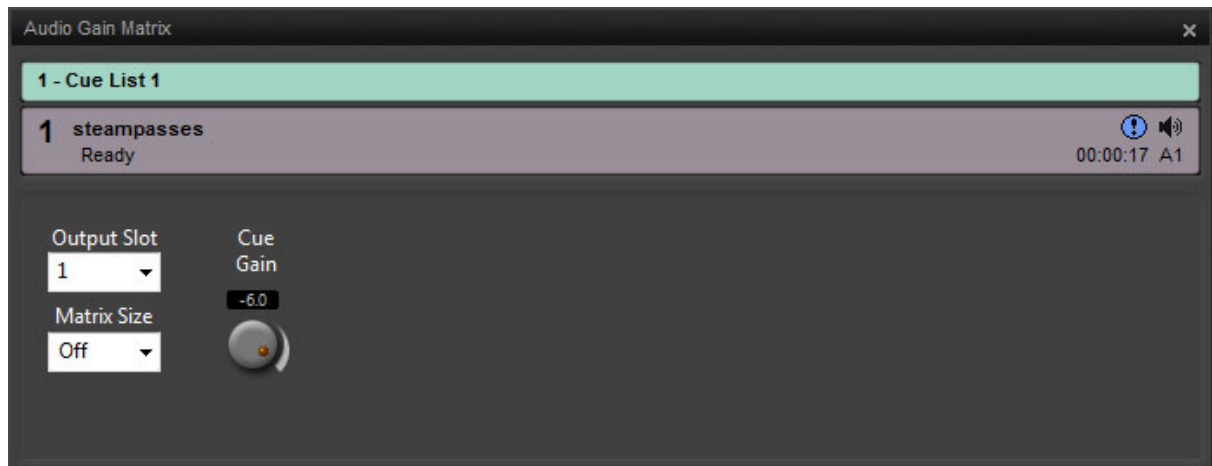 Audio Gain Matrix
1 - Cue List 1
1 steampasses
Ready
00:00:17 A1
Output Slot
1
Matrix Size
Off
Cue
Gain
-6.0